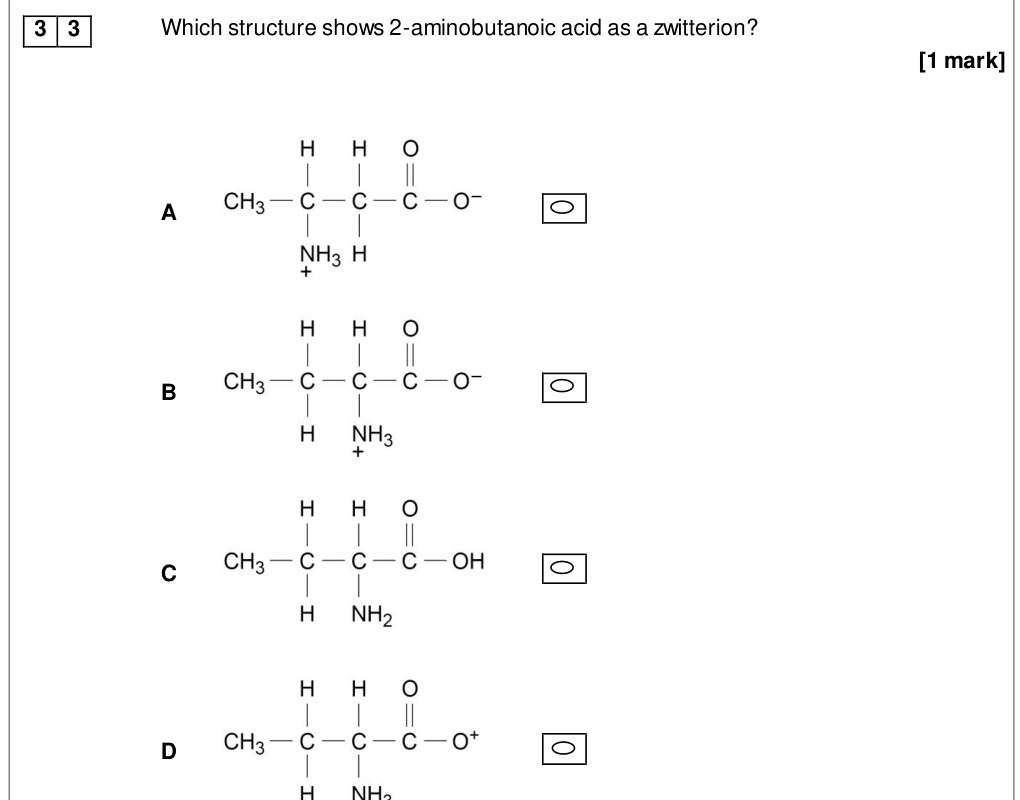 3 3 Which structure shows 2-aminobutanoic acid as a zwitterion?
[1 mark]
H H O
A CH₃ — C — C — C — O⁻
NH₃ H
+
H H O
B CH₃ — C — C — C — O⁻
H NH₃
+
H H O
C CH₃ — C — C — C — OH
H NH₂
H H O
D CH₃ — C — C — C — O⁺
H